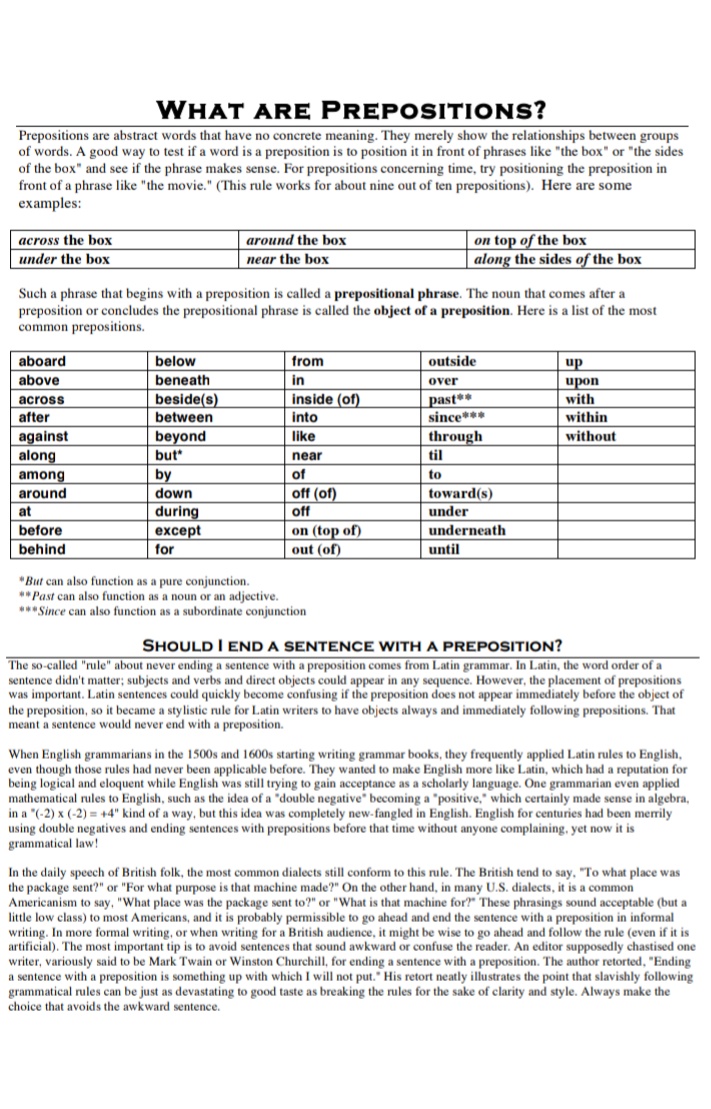 WHAT ARE PREPOSITIONS?
Prepositions are abstract words that have no concrete meaning. They merely show the relationships between groups
of words. A good way to test if a word is a preposition is to position it in front of phrases like "the box" or "the sides
of the box" and see if the phrase makes sense. For prepositions concerning time, try positioning the preposition in
front of a phrase like "the movie." (This rule works for about nine out of ten prepositions). Here are some
examples:
across the box around the box on top of the box
under the box near the box along the sides of the box
Such a phrase that begins with a preposition is called a prepositional phrase. The noun that comes after a
preposition or concludes the prepositional phrase is called the object of a preposition. Here is a list of the most
common prepositions.
aboard below from outside up
above beneath in over upon
across beside(s) inside (of) past** with
after between into since*** within
against beyond like through without
along but* near til
among by of to
around down off (of) toward(s)
at during off under
before except on (top of) underneath
behind for out (of) until
*But can also function as a pure conjunction.
**Past can also function as a noun or an adjective.
***Since can also function as a subordinate conjunction
SHOULD I END A SENTENCE WITH A PREPOSITION?
The so-called "rule" about never ending a sentence with a preposition comes from Latin grammar. In Latin, the word order of a
sentence didn't matter; subjects and verbs and direct objects could appear in any sequence. However, the placement of prepositions
was important. Latin sentences could quickly become confusing if the preposition does not appear immediately before the object of
the preposition, so it became a stylistic rule for Latin writers to have objects always and immediately following prepositions. That
meant a sentence would never end with a preposition.
When English grammarians in the 1500s and 1600s starting writing grammar books, they frequently applied Latin rules to English,
even though those rules had never been applicable before. They wanted to make English more like Latin, which had a reputation for
being logical and eloquent while English was still trying to gain acceptance as a scholarly language. One grammarian even applied
mathematical rules to English, such as the idea of a "double negative" becoming a "positive," which certainly made sense in algebra,
in a "(-2) x (-2) = +4" kind of a way, but this idea was completely new-fangled in English. English for centuries had been merrily
using double negatives and ending sentences with prepositions before that time without anyone complaining, yet now it is
grammatical law!
In the daily speech of British folk, the most common dialects still conform to this rule. The British tend to say, "To what place was
the package sent?" or "For what purpose is that machine made?" On the other hand, in many U.S. dialects, it is a common
Americanism to say, "What place was the package sent to?" or "What is that machine for?" These phrasings sound acceptable (but a
little low class) to most Americans, and it is probably permissible to go ahead and end the sentence with a preposition in informal
writing. In more formal writing, or when writing for a British audience, it might be wise to go ahead and follow the rule (even if it is
artificial). The most important tip is to avoid sentences that sound awkward or confuse the reader. An editor supposedly chastised one
writer, variously said to be Mark Twain or Winston Churchill, for ending a sentence with a preposition. The author retorted, "Ending
a sentence with a preposition is something up with which I will not put." His retort neatly illustrates the point that slavishly following
grammatical rules can be just as devastating to good taste as breaking the rules for the sake of clarity and style. Always make the
choice that avoids the awkward sentence.